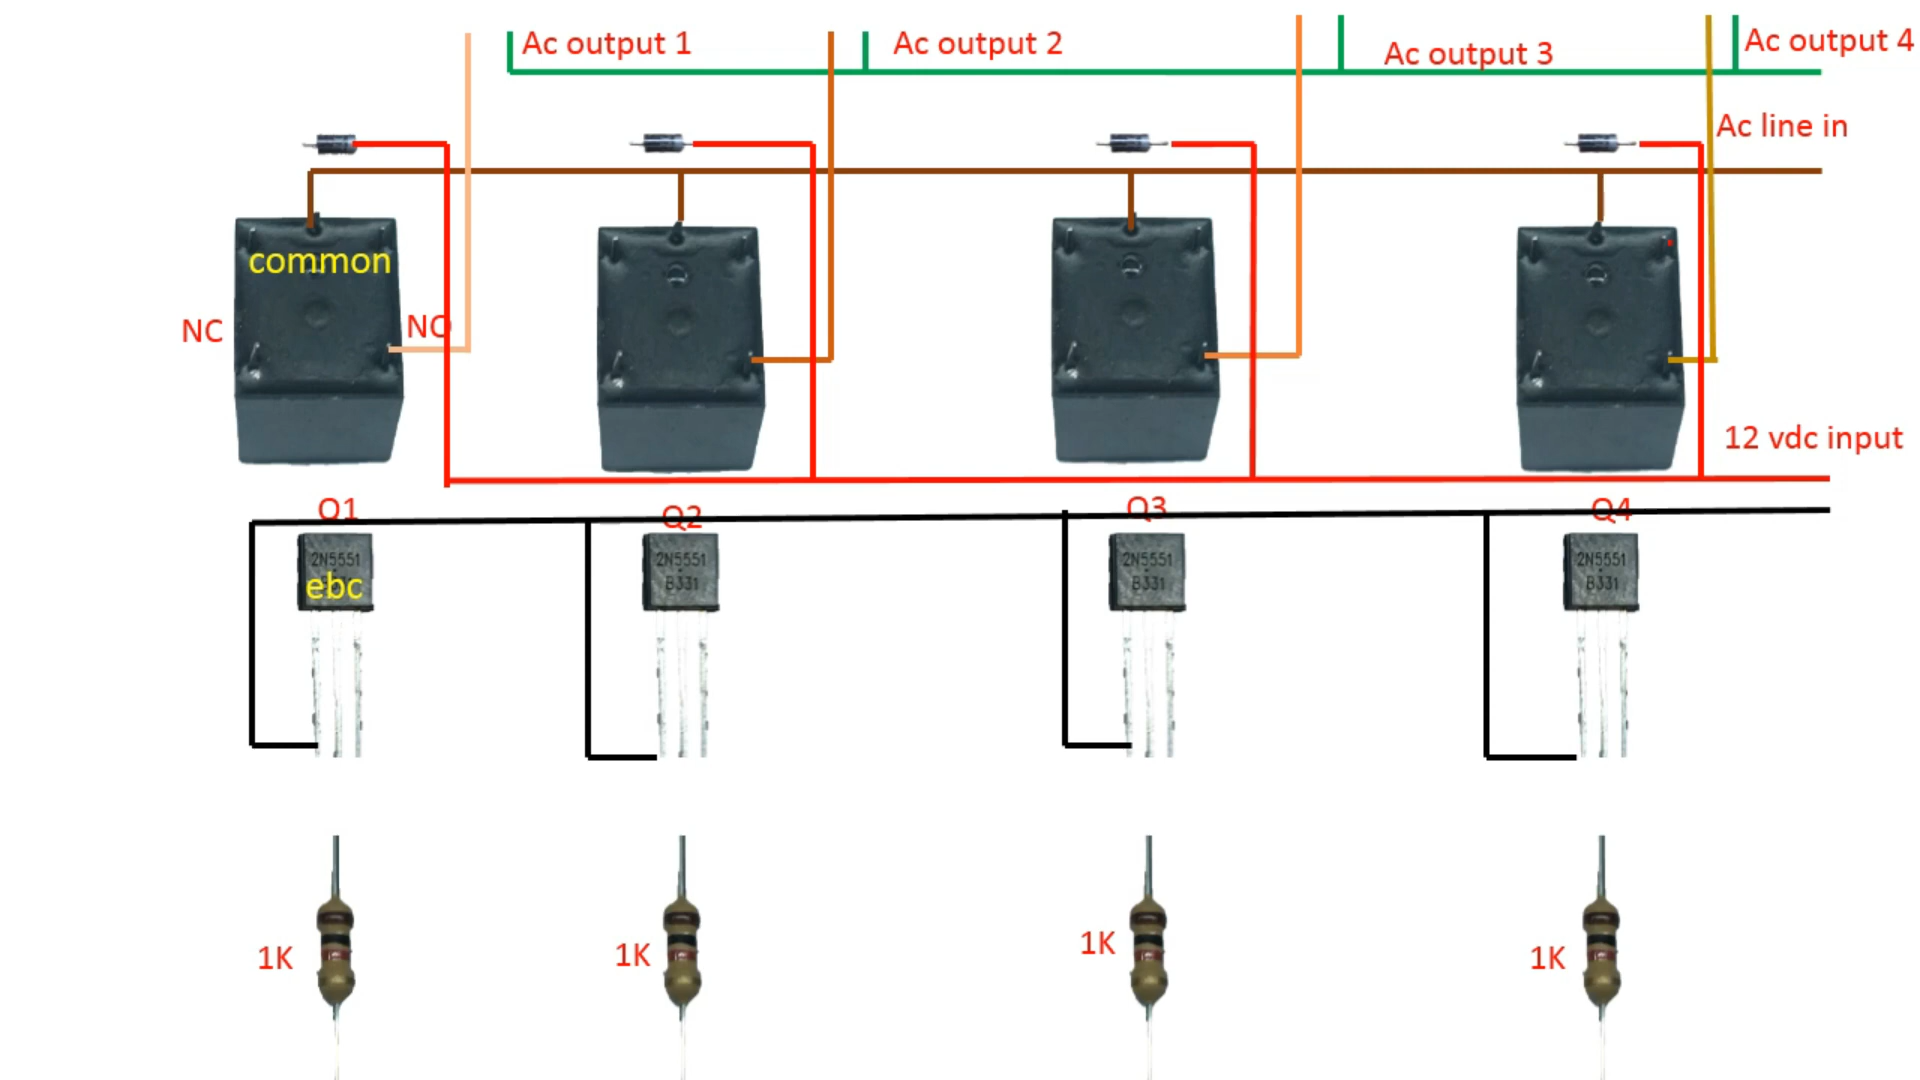 Ac output 1
Ac output 2
Ac output 3
Ac output 4
Ac line in
common
NC
NO
12 vdc input
Q1
Q2
Q3
Q4
2N5551
ebc
2N5551
B331
2N5551
B331
2N5551
B331
1K
1K
1K
1K